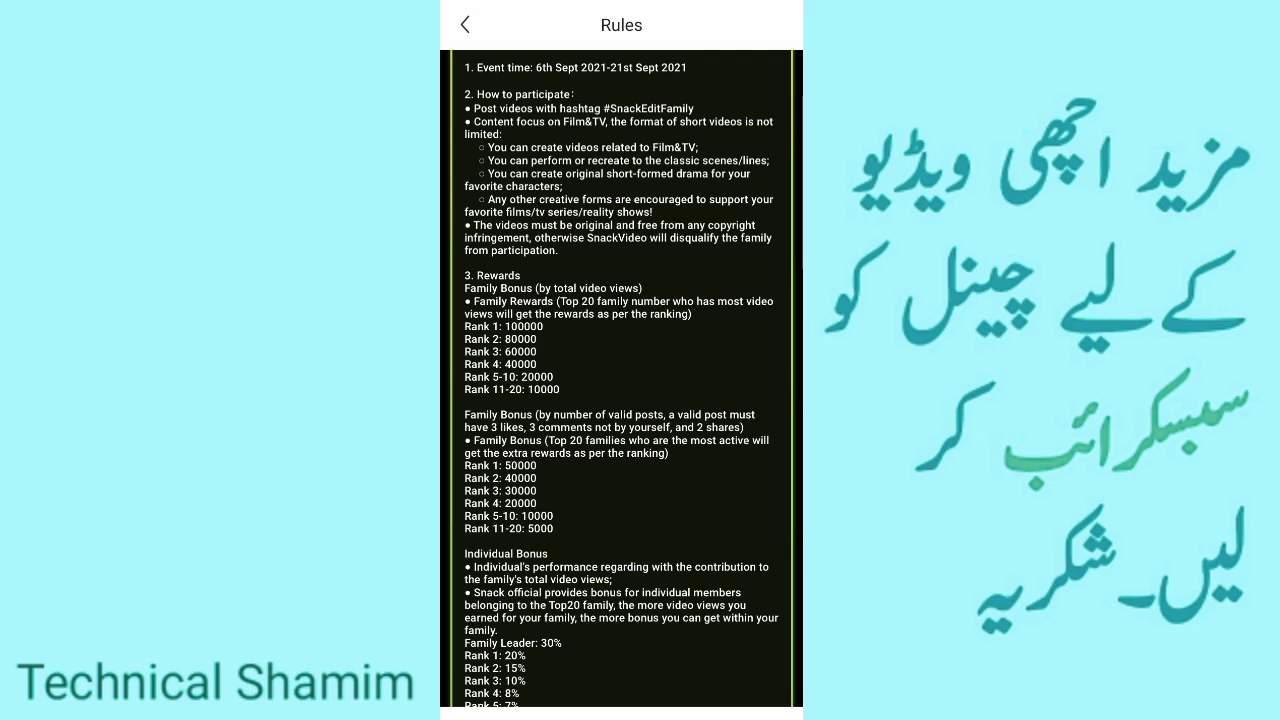 Rules
1. Event time: 6th Sept 2021-21st Sept 2021
2. How to participate：
● Post videos with hashtag #SnackEditFamily
● Content focus on Film&TV, the format of short videos is not
limited:
○ You can create videos related to Film&TV;
○ You can perform or recreate to the classic scenes/lines;
○ You can create original short-formed drama for your
favorite characters;
○ Any other creative forms are encouraged to support your
favorite films/tv series/reality shows!
● The videos must be original and free from any copyright
infringement, otherwise SnackVideo will disqualify the family
from participation.
3. Rewards
Family Bonus (by total video views)
● Family Rewards (Top 20 family number who has most video
views will get the rewards as per the ranking)
Rank 1: 100000
Rank 2: 80000
Rank 3: 60000
Rank 4: 40000
Rank 5-10: 20000
Rank 11-20: 10000
Family Bonus (by number of valid posts, a valid post must
have 3 likes, 3 comments not by yourself, and 2 shares)
● Family Bonus (Top 20 families who are the most active will
get the extra rewards as per the ranking)
Rank 1: 50000
Rank 2: 40000
Rank 3: 30000
Rank 4: 20000
Rank 5-10: 10000
Rank 11-20: 5000
Individual Bonus
● Individual's performance regarding with the contribution to
the family's total video views;
● Snack official provides bonus for individual members
belonging to the Top20 family, the more video views you
earned for your family, the more bonus you can get within your
family.
Family Leader: 30%
Rank 1: 20%
Rank 2: 15%
Rank 3: 10%
Rank 4: 8%
Rank 5: 7%
مزید اچھی ویڈیو
کے لیے چینل کو
سبسکرائب کر
لیں۔ شکریہ
Technical Shamim